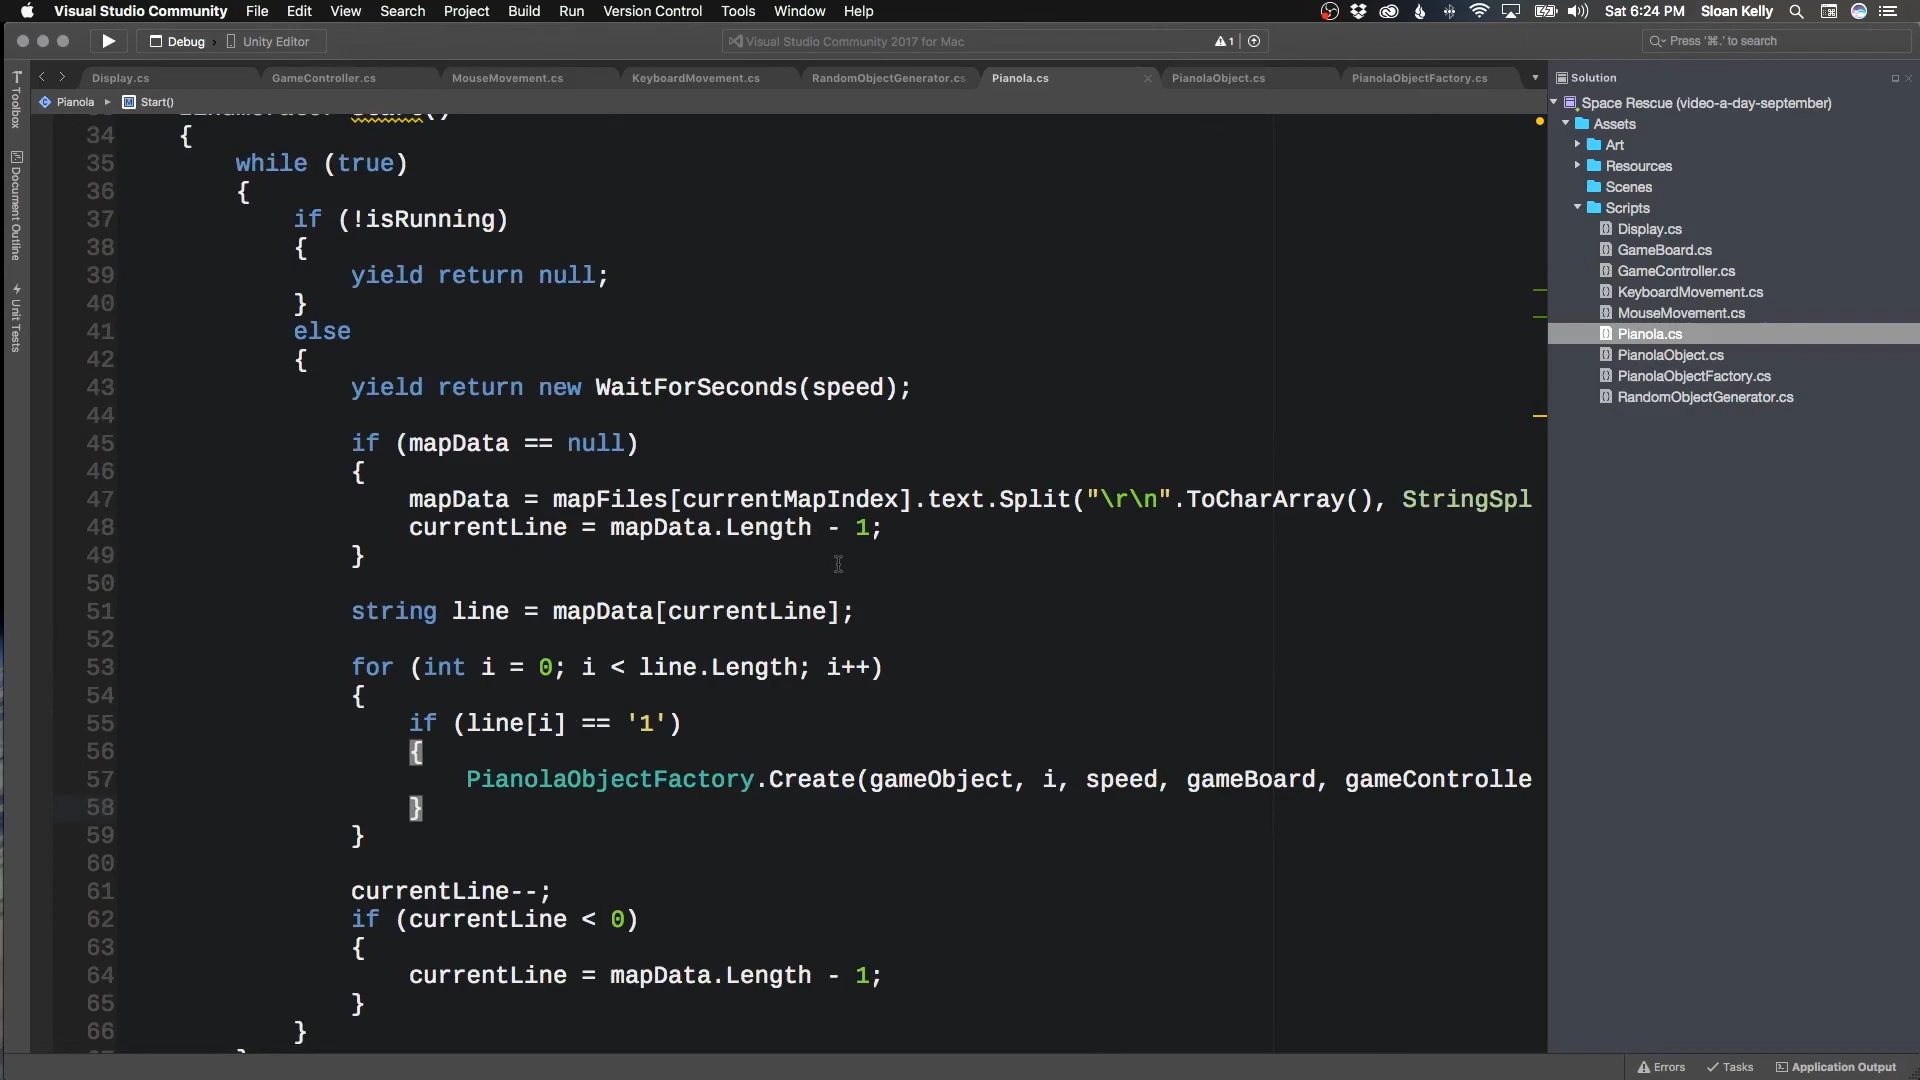 Visual Studio Community File Edit View Search Project Build Run Version Control Tools Window Help Sat 6:24 PM Sloan Kelly
Debug Unity Editor Visual Studio Community 2017 for Mac 1 Press '⌘.' to search
Display.cs GameController.cs MouseMovement.cs KeyboardMovement.cs RandomObjectGenerator.cs Pianola.cs PianolaObject.cs PianolaObjectFactory.cs
Pianola Start()
34 {
35 while (true)
36 {
37 if (!isRunning)
38 {
39 yield return null;
40 }
41 else
42 {
43 yield return new WaitForSeconds(speed);
44
45 if (mapData == null)
46 {
47 mapData = mapFiles[currentMapIndex].text.Split("\r\n".ToCharArray(), StringSpl
48 currentLine = mapData.Length - 1;
49 }
50
51 string line = mapData[currentLine];
52
53 for (int i = 0; i < line.Length; i++)
54 {
55 if (line[i] == '1')
56 {
57 PianolaObjectFactory.Create(gameObject, i, speed, gameBoard, gameControlle
58 }
59 }
60
61 currentLine--;
62 if (currentLine < 0)
63 {
64 currentLine = mapData.Length - 1;
65 }
66 }
Toolbox
Document Outline
Unit Tests
Solution
Space Rescue (video-a-day-september)
Assets
Art
Resources
Scenes
Scripts
Display.cs
GameBoard.cs
GameController.cs
KeyboardMovement.cs
MouseMovement.cs
Pianola.cs
PianolaObject.cs
PianolaObjectFactory.cs
RandomObjectGenerator.cs
Errors Tasks Application Output